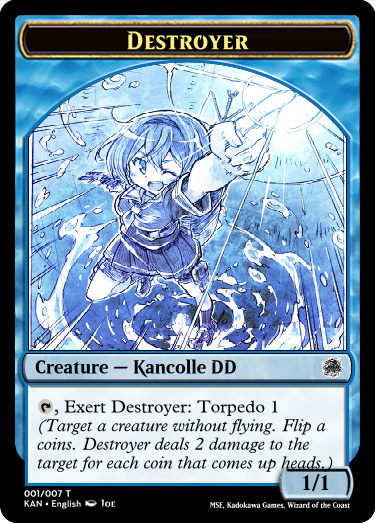 DESTROYER
Creature — Kancolle DD
, Exert Destroyer: Torpedo 1
(Target a creature without flying. Flip a
coins. Destroyer deals 2 damage to the
target for each coin that comes up heads.)
1/1
001/007 T
KAN • English 1OE
MSE, Kadokawa Games, Wizard of the Coast